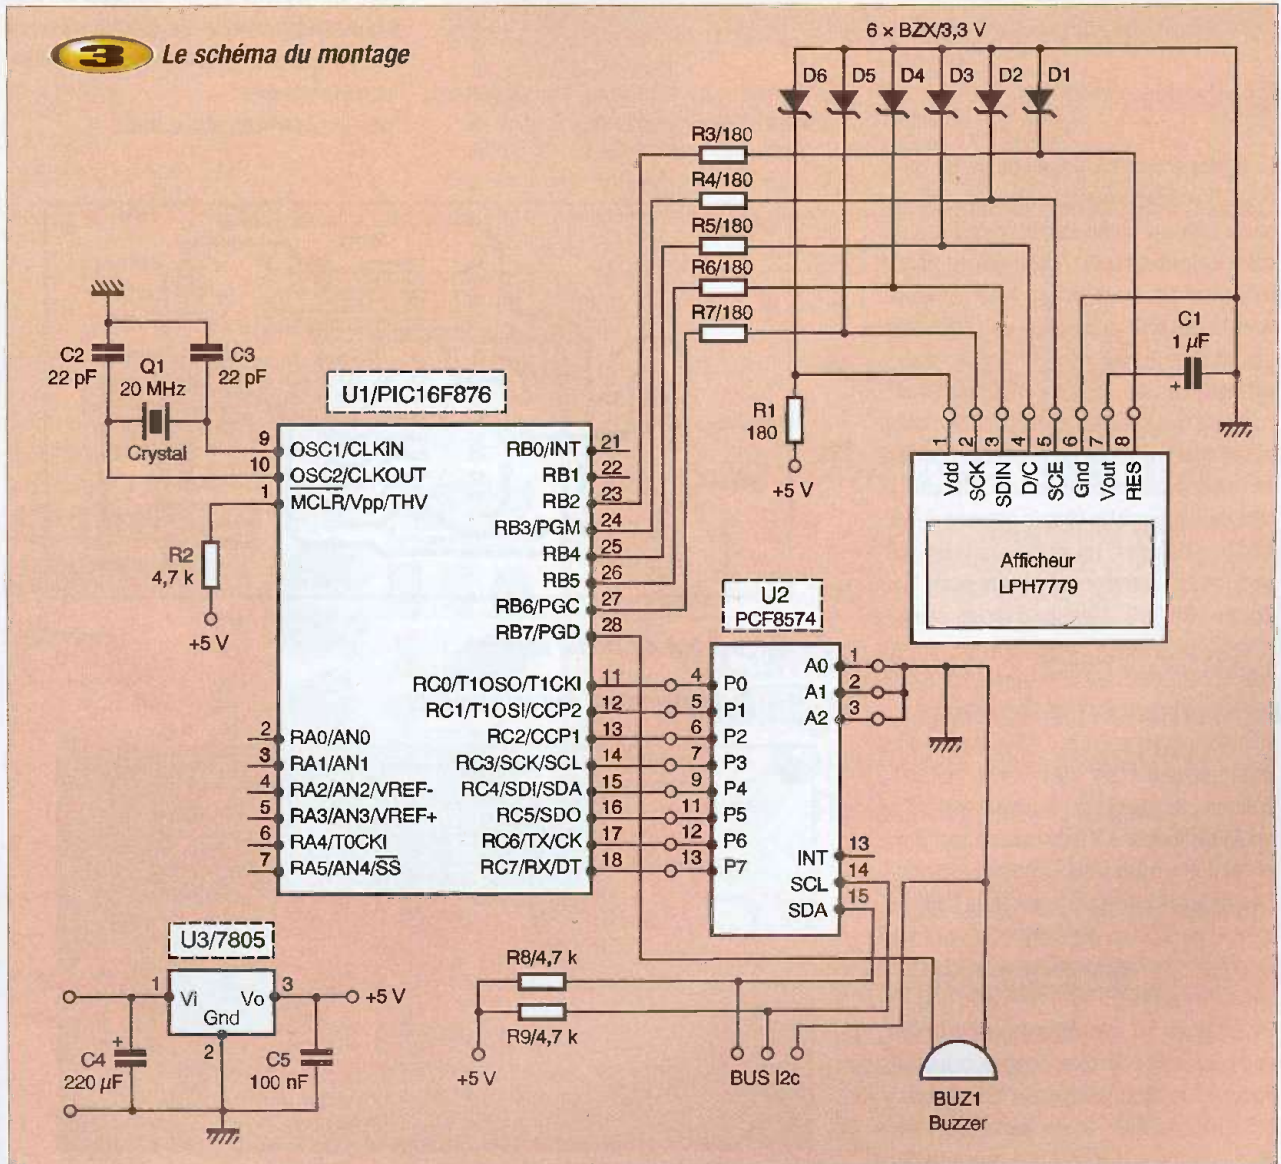 3 Le schéma du montage
6 x BZX/3,3 V
D6 D5 D4 D3 D2 D1
R3/180
R4/180
R5/180
R6/180
R7/180
C1
1 µF
+
R1
180
+5 V
1 2 3 4 5 6 7 8
Vdd SCK SDIN D/C SCE Gnd Vout RES
Afficheur
LPH7779
C2
22 pF
Q1
20 MHz
Crystal
C3
22 pF
R2
4,7 k
+5 V
U1/PIC16F876
9 OSC1/CLKIN
10 OSC2/CLKOUT
1 MCLR/Vpp/THV
2 RA0/AN0
3 RA1/AN1
4 RA2/AN2/VREF-
5 RA3/AN3/VREF+
6 RA4/T0CKI
7 RA5/AN4/SS
RB0/INT 21
RB1 22
RB2 23
RB3/PGM 24
RB4 25
RB5 26
RB6/PGC 27
RB7/PGD 28
RC0/T1OSO/T1CKI 11
RC1/T1OSI/CCP2 12
RC2/CCP1 13
RC3/SCK/SCL 14
RC4/SDI/SDA 15
RC5/SDO 16
RC6/TX/CK 17
RC7/RX/DT 18
U2
PCF8574
4 P0
5 P1
6 P2
7 P3
9 P4
11 P5
12 P6
13 P7
A0 1
A1 2
A2 3
INT 13
SCL 14
SDA 15
U3/7805
1 Vi
Vo 3
Gnd
2
+5 V
+
C4
220 µF
C5
100 nF
R8/4,7 k
R9/4,7 k
+5 V
BUS I2c
BUZ1
Buzzer